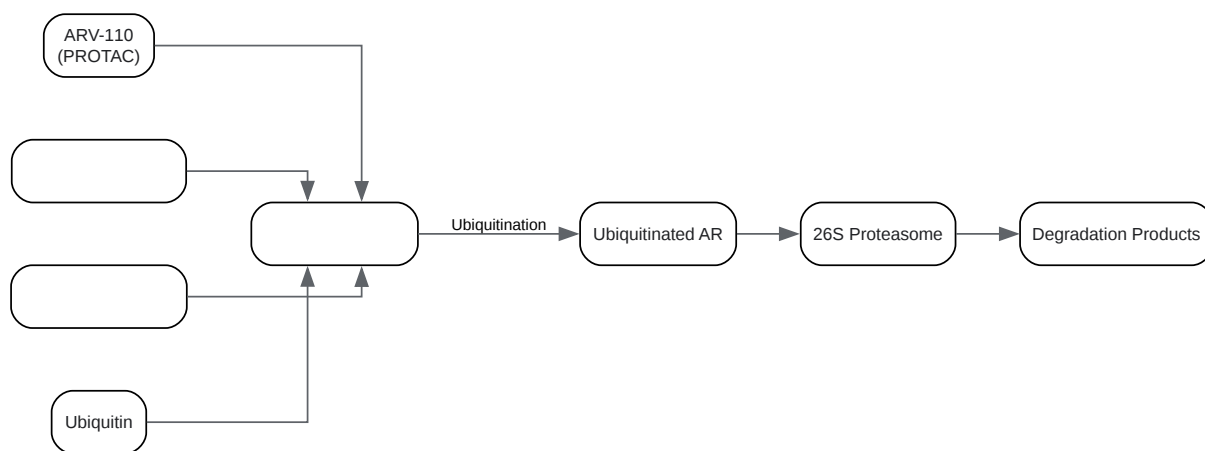 ARV-110
(PROTAC)
Ubiquitination
Ubiquitinated AR
26S Proteasome
Degradation Products
Ubiquitin